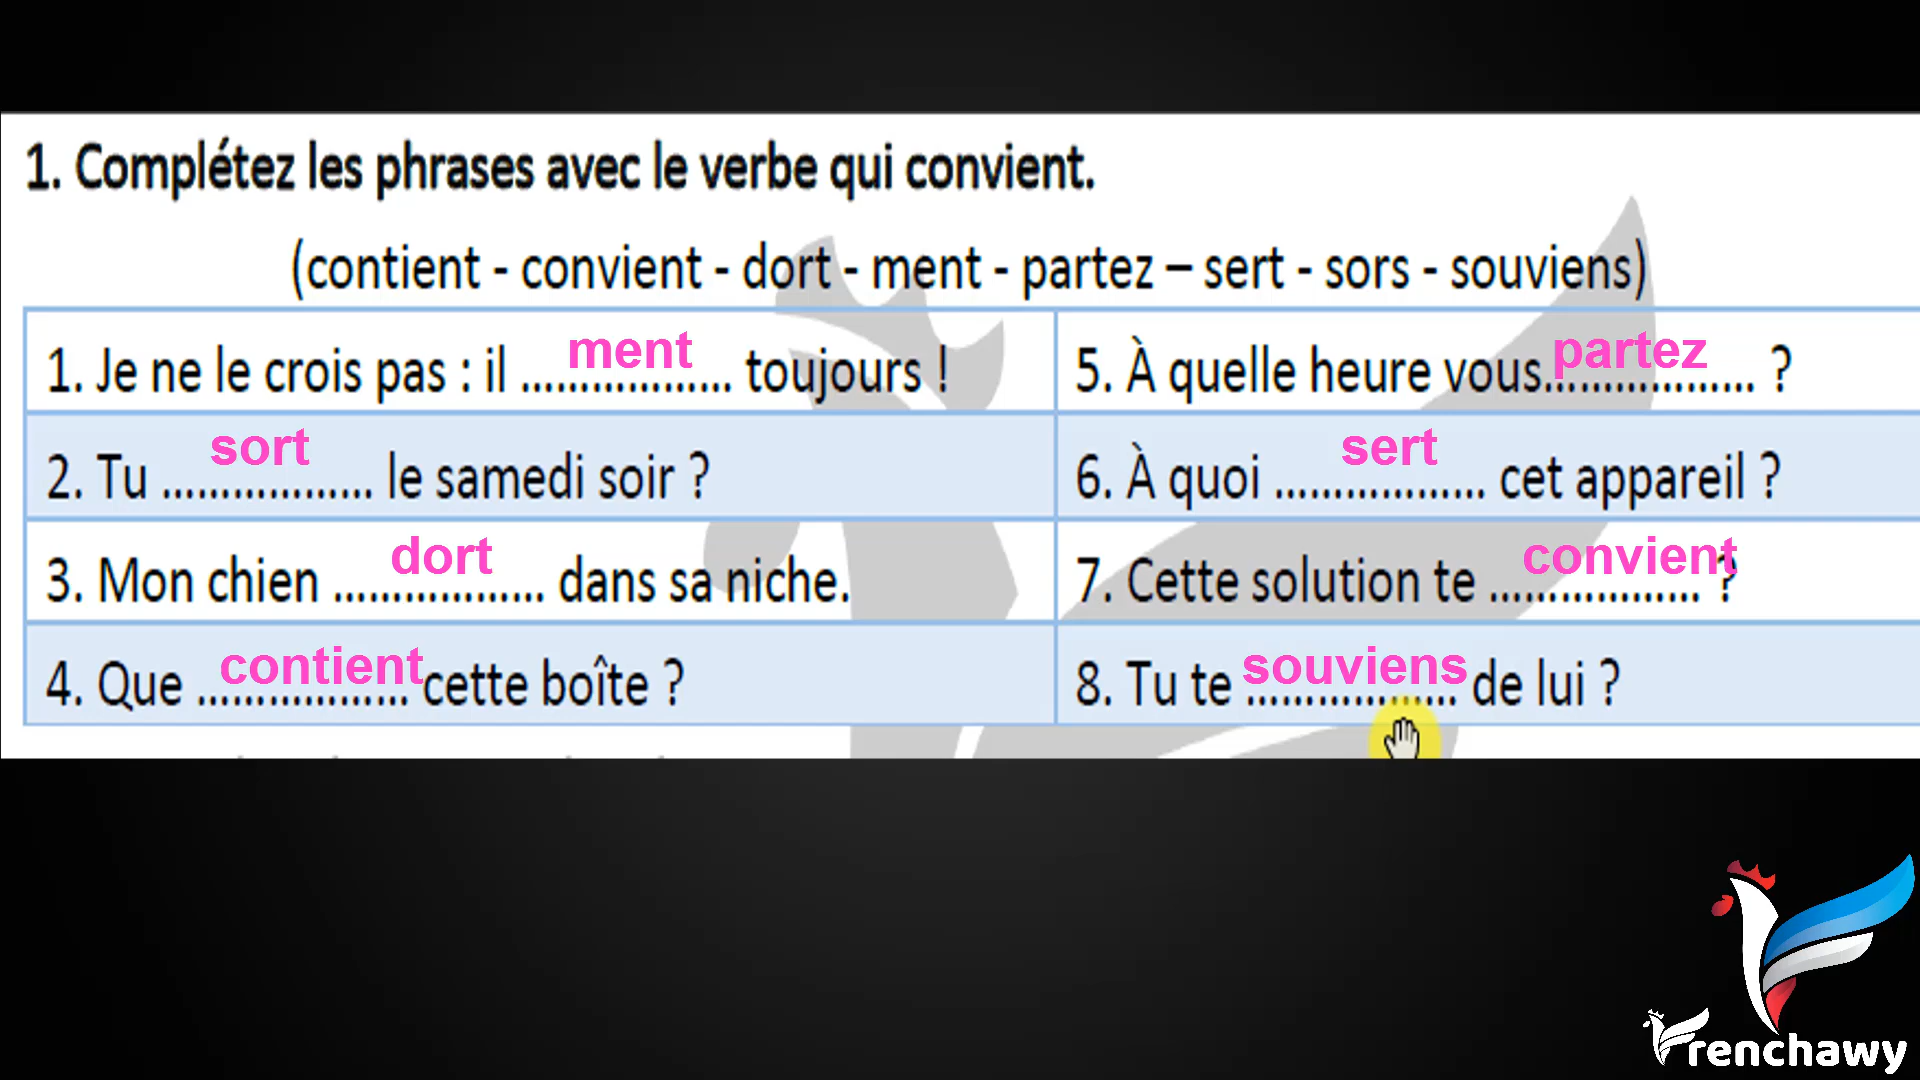 1. Complétez les phrases avec le verbe qui convient.
(contient - convient - dort - ment - partez – sert - sors - souviens)
1. Je ne le crois pas : il ment toujours !
2. Tu sort le samedi soir ?
3. Mon chien dort dans sa niche.
4. Que contient cette boîte ?
5. À quelle heure vous partez ?
6. À quoi sert cet appareil ?
7. Cette solution te convient ?
8. Tu te souviens de lui ?
renchawy